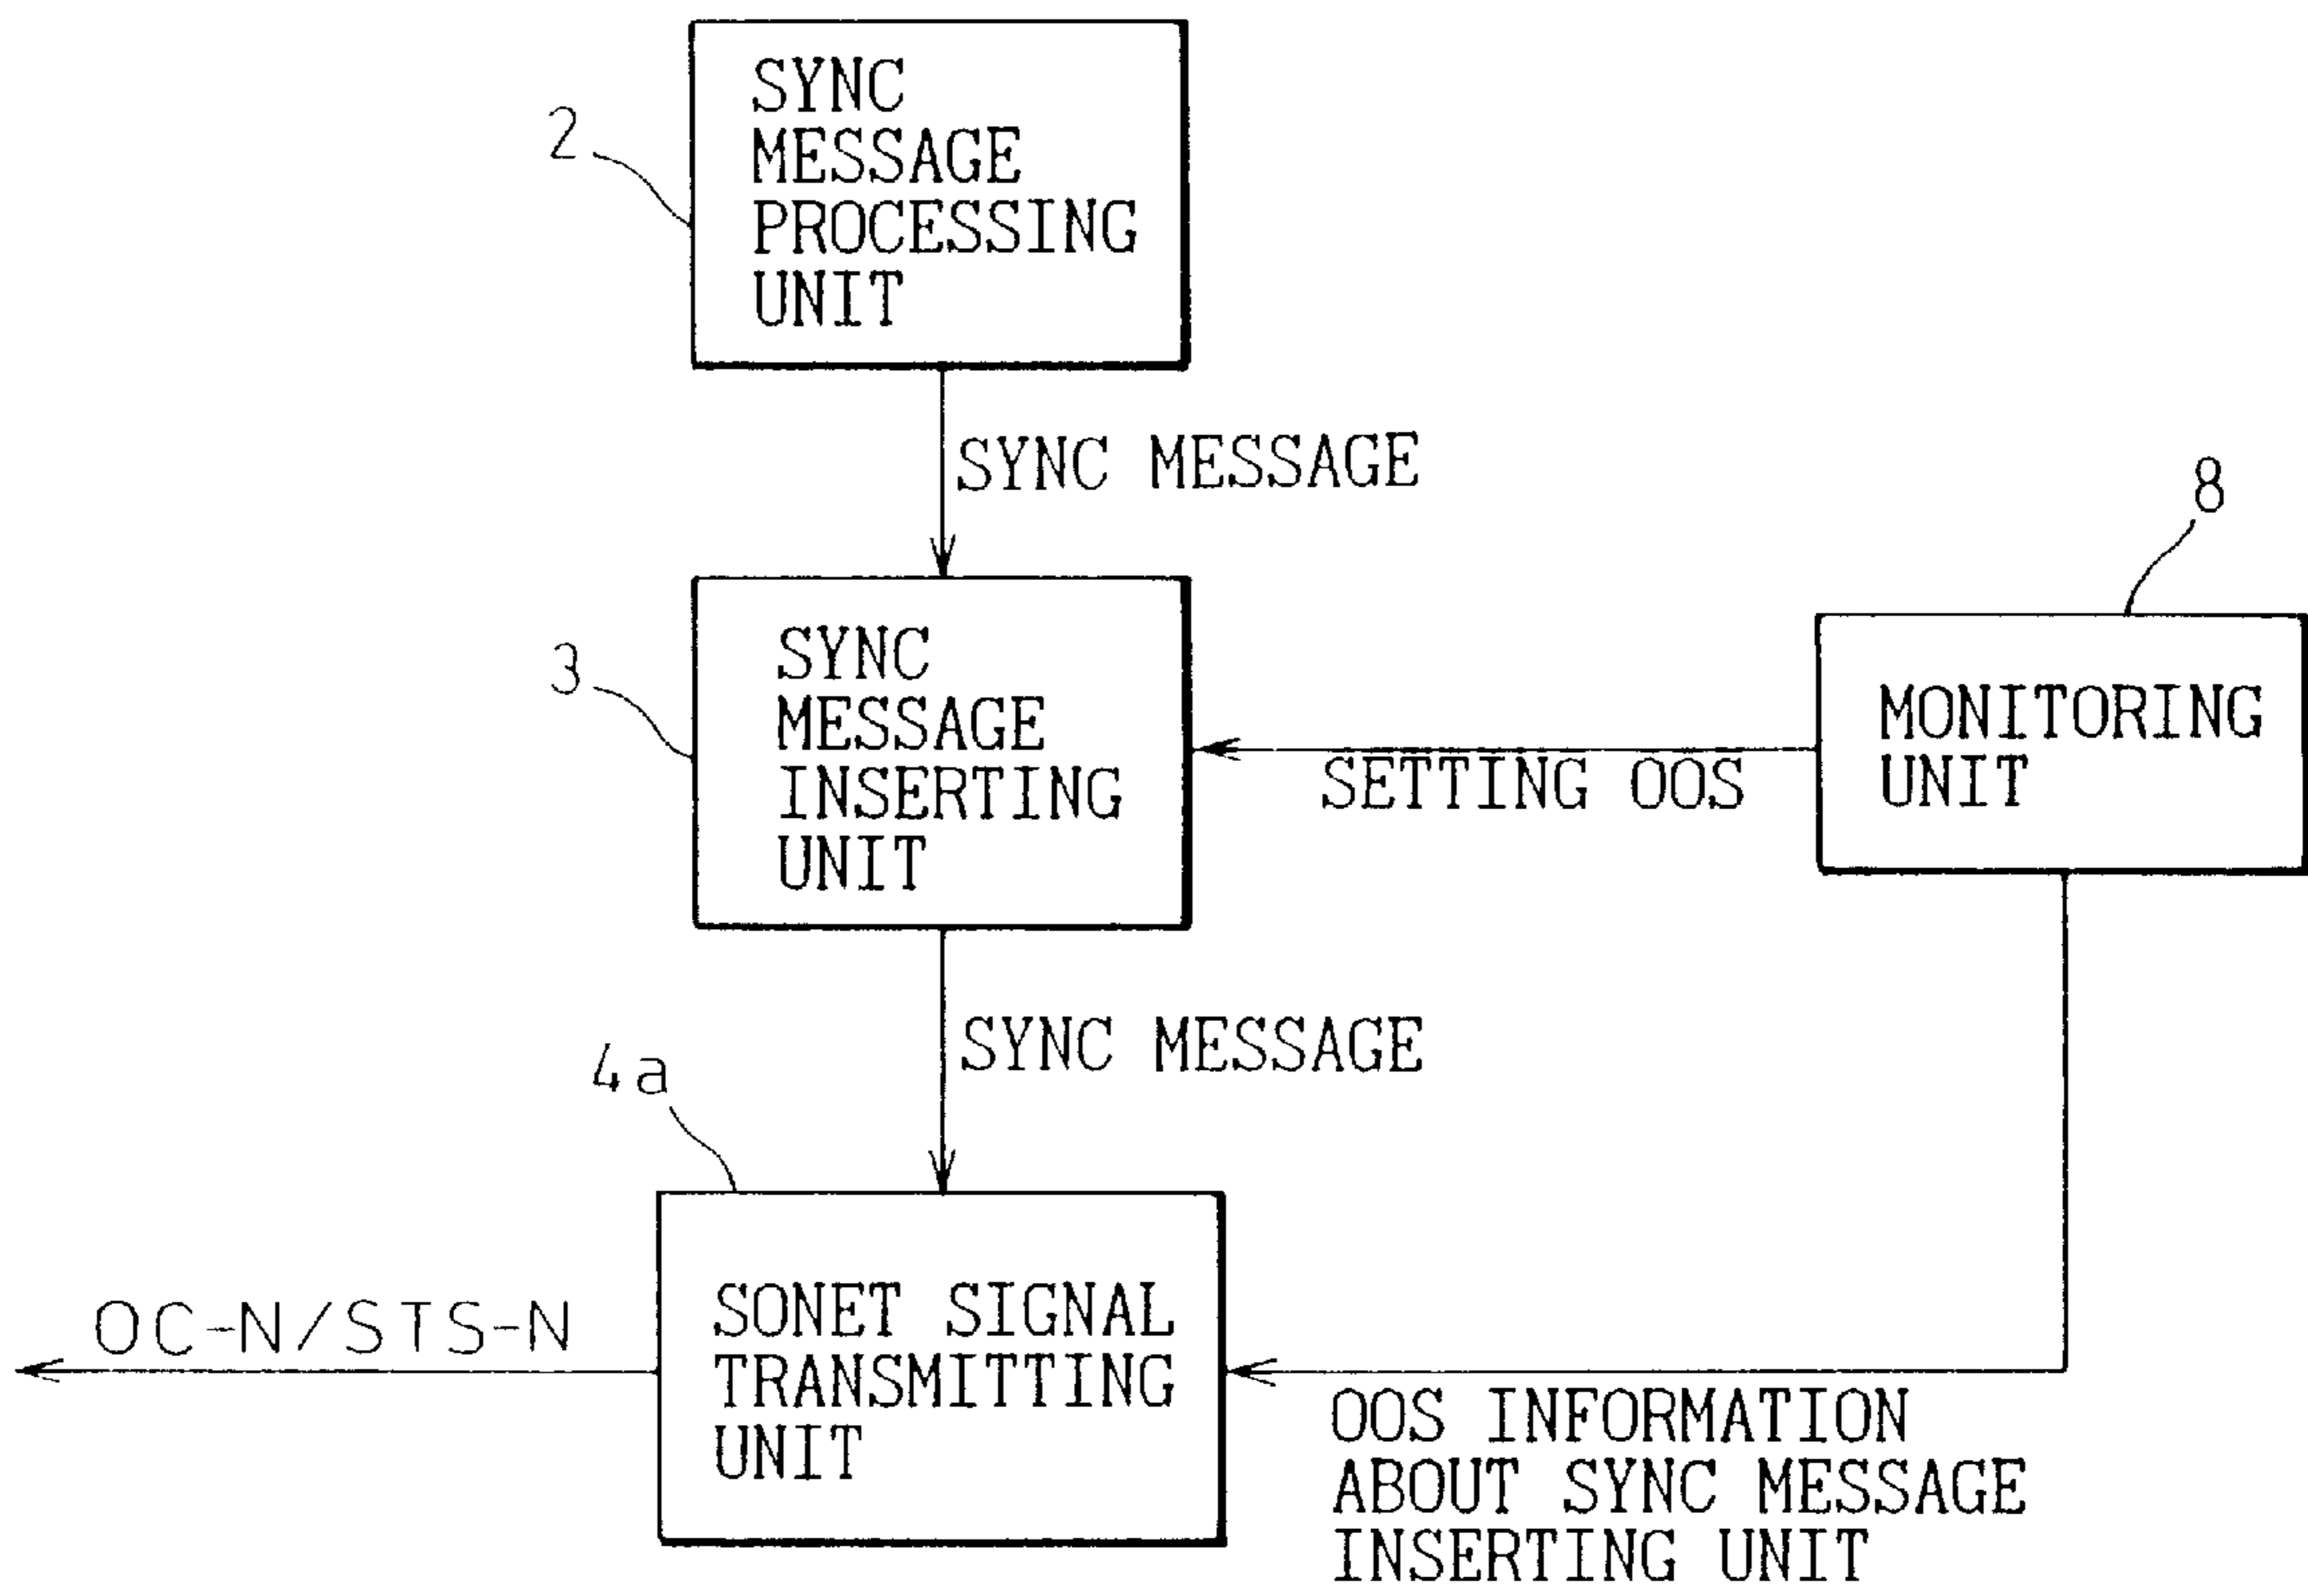 SYNC
MESSAGE
PROCESSING
UNIT
2
SYNC MESSAGE
8
SYNC
MESSAGE
INSERTING
UNIT
3
MONITORING
UNIT
SETTING OOS
SYNC MESSAGE
4a
SONET SIGNAL
TRANSMITTING
UNIT
OC-N/STS-N
OOS INFORMATION
ABOUT SYNC MESSAGE
INSERTING UNIT